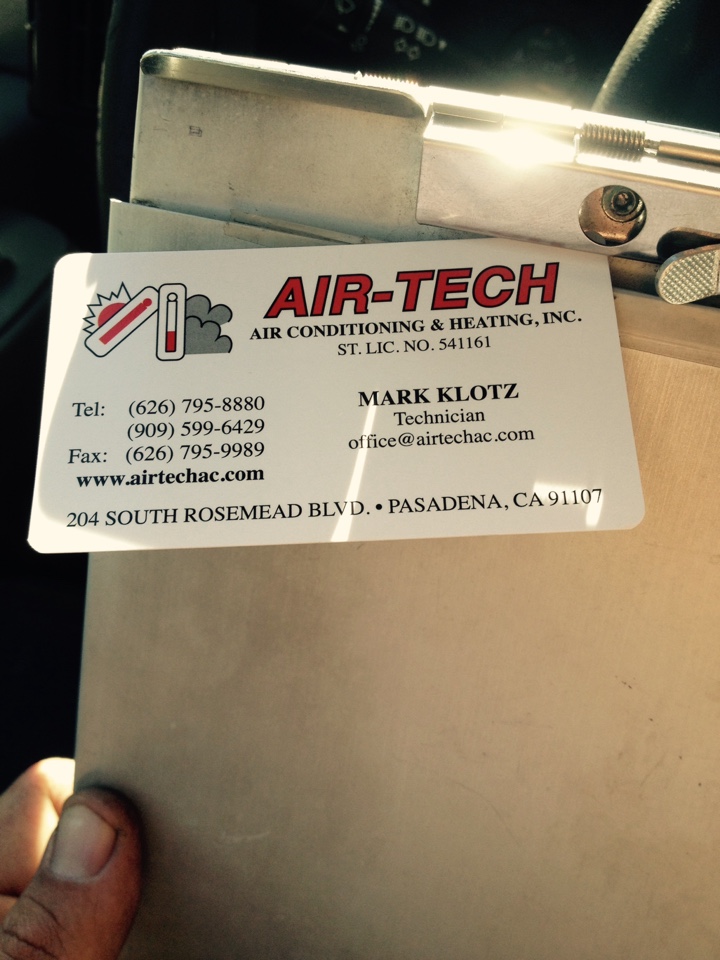 AIR-TECH
AIR CONDITIONING & HEATING, INC.
ST. LIC. NO. 541161
Tel: (626) 795-8880
(909) 599-6429
Fax: (626) 795-9989
www.airtechac.com
MARK KLOTZ
Technician
office@airtechac.com
204 SOUTH ROSEMEAD BLVD. • PASADENA, CA 91107